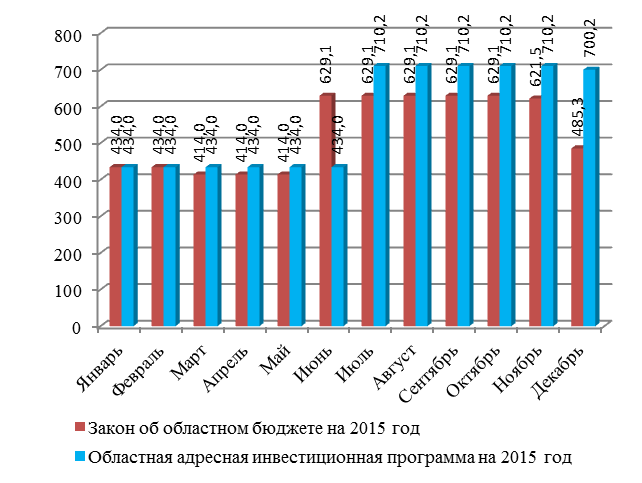 800
700
600
500
400
300
200
100
0
434,0 434,0
434,0 434,0
414,0 434,0
414,0 434,0
414,0 434,0
629,1 434,0
629,1 710,2
629,1 710,2
629,1 710,2
629,1 710,2
621,5 710,2
485,3 700,2
Январь
Февраль
Март
Апрель
Май
Июнь
Июль
Август
Сентябрь
Октябрь
Ноябрь
Декабрь
Закон об областном бюджете на 2015 год
Областная адресная инвестиционная программа на 2015 год